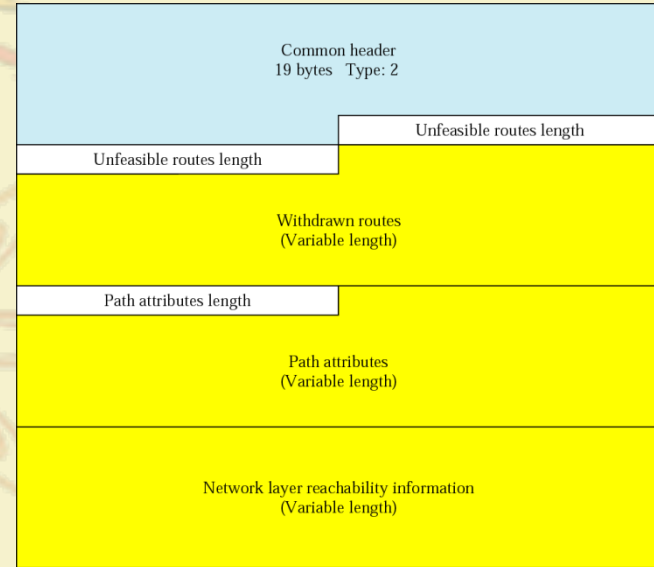 Common header
19 bytes Type: 2
Unfeasible routes length
Unfeasible routes length
Withdrawn routes
(Variable length)
Path attributes length
Path attributes
(Variable length)
Network layer reachability information
(Variable length)